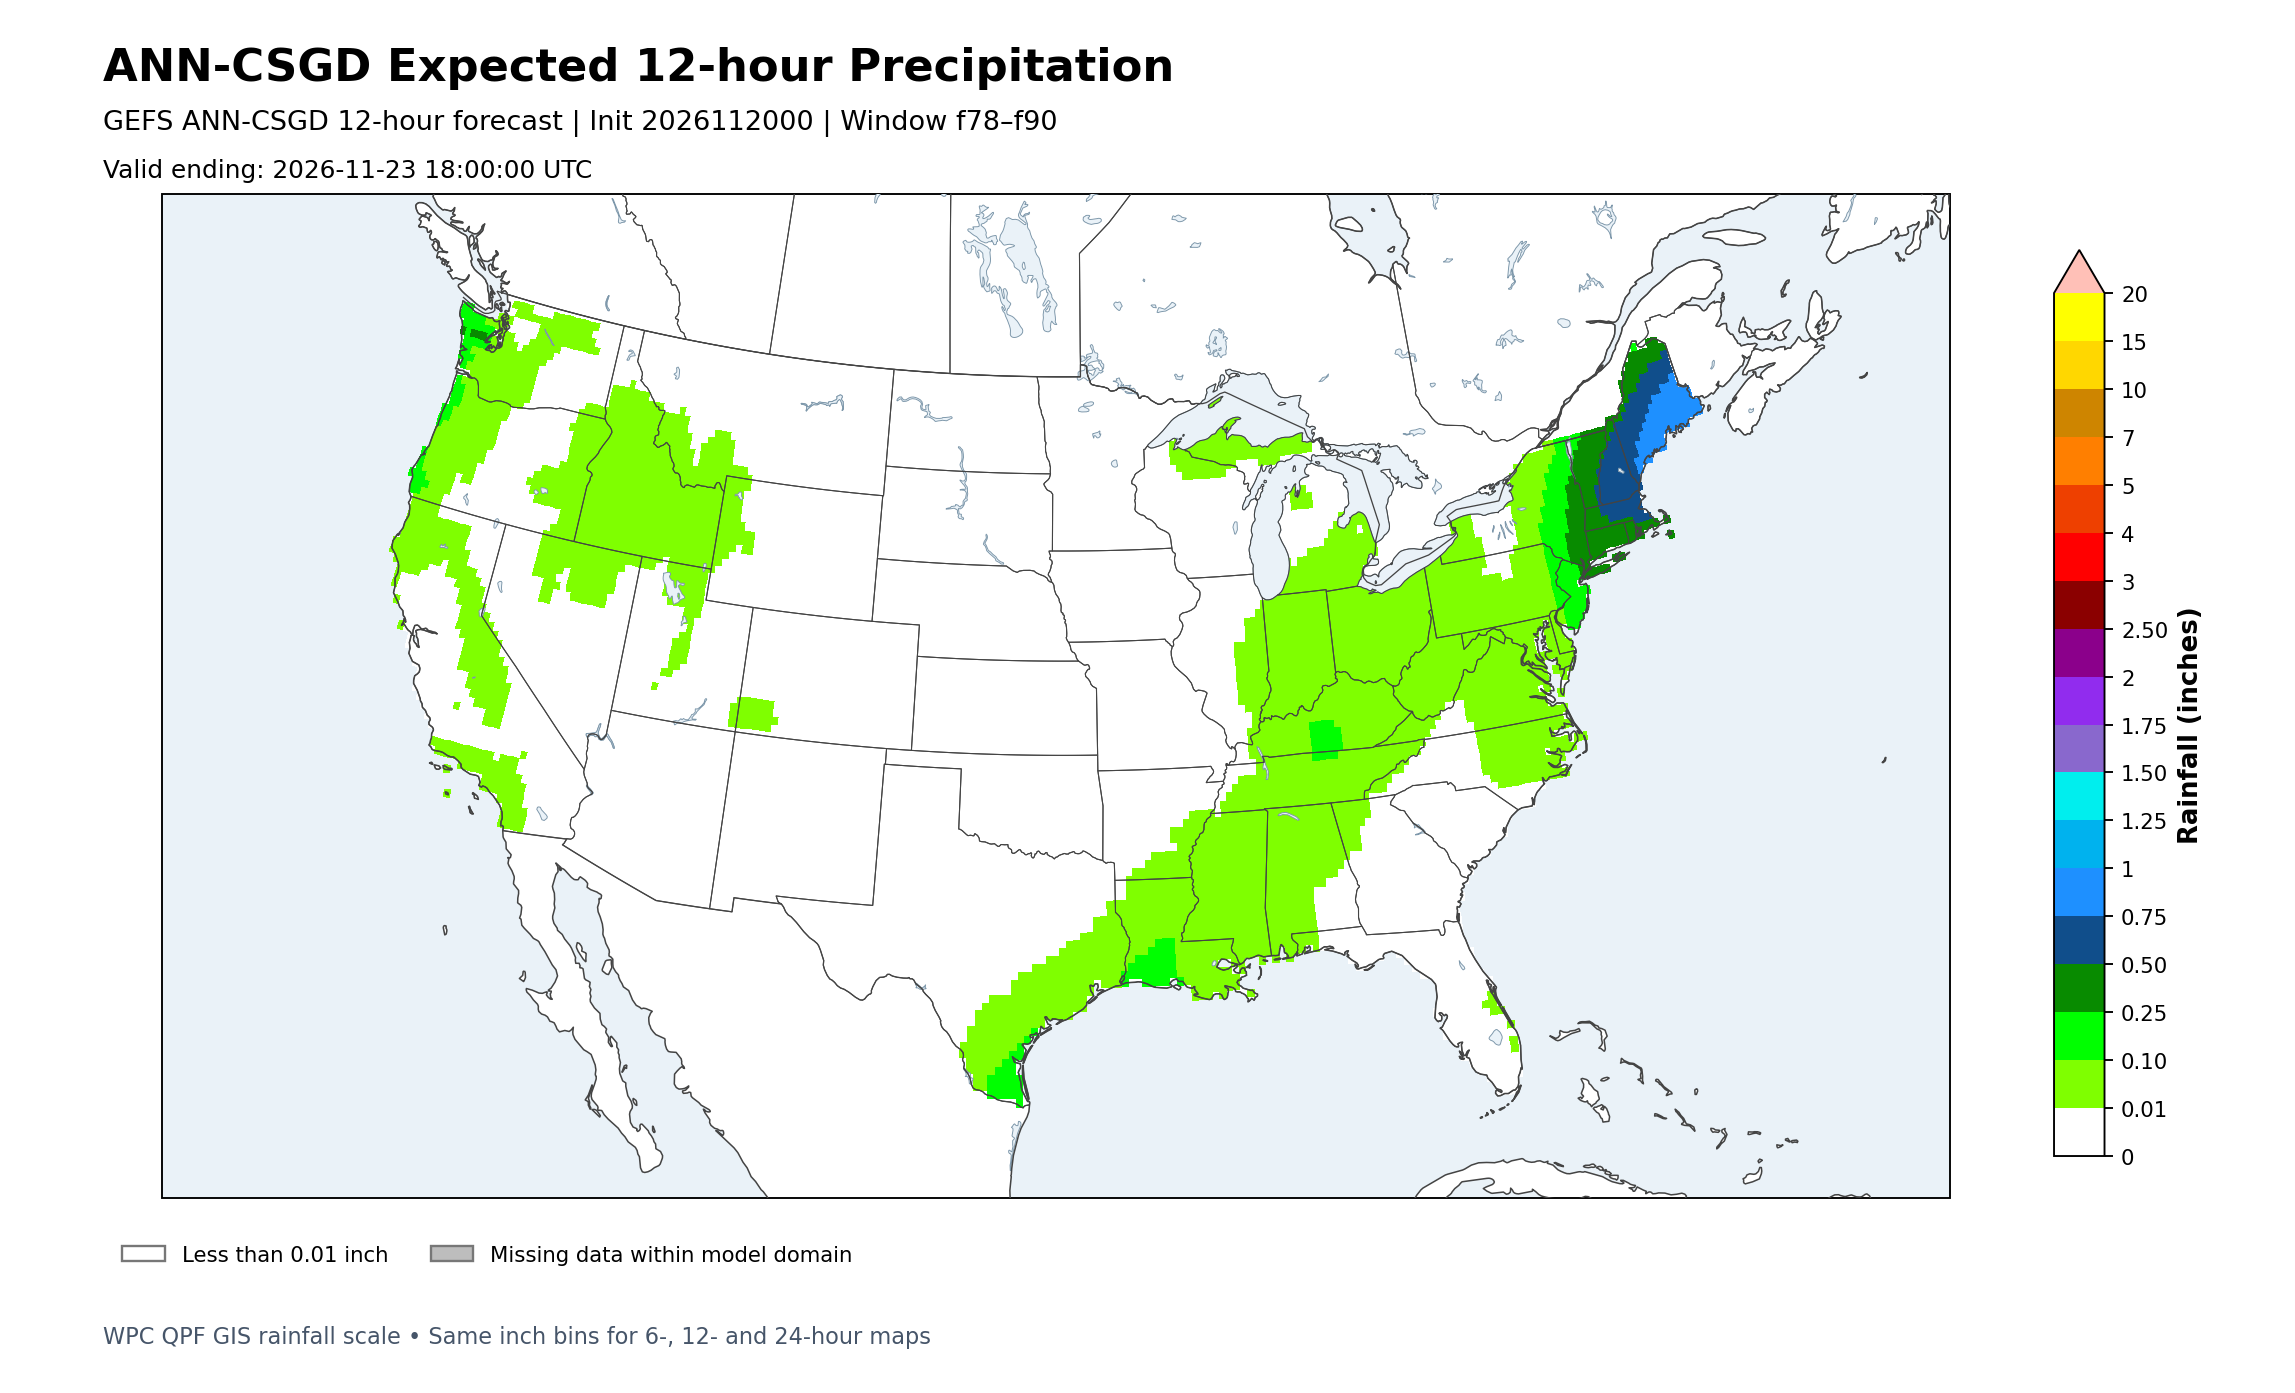 ANN-CSGD Expected 12-hour Precipitation
GEFS ANN-CSGD 12-hour forecast | Init 2026112000 | Window f78–f90
Valid ending: 2026-11-23 18:00:00 UTC
20
15
10
7
5
4
3
2.50
2
1.75
1.50
1.25
1
0.75
0.50
0.25
0.10
0.01
0
Rainfall (inches)
Less than 0.01 inch
Missing data within model domain
WPC QPF GIS rainfall scale • Same inch bins for 6-, 12- and 24-hour maps